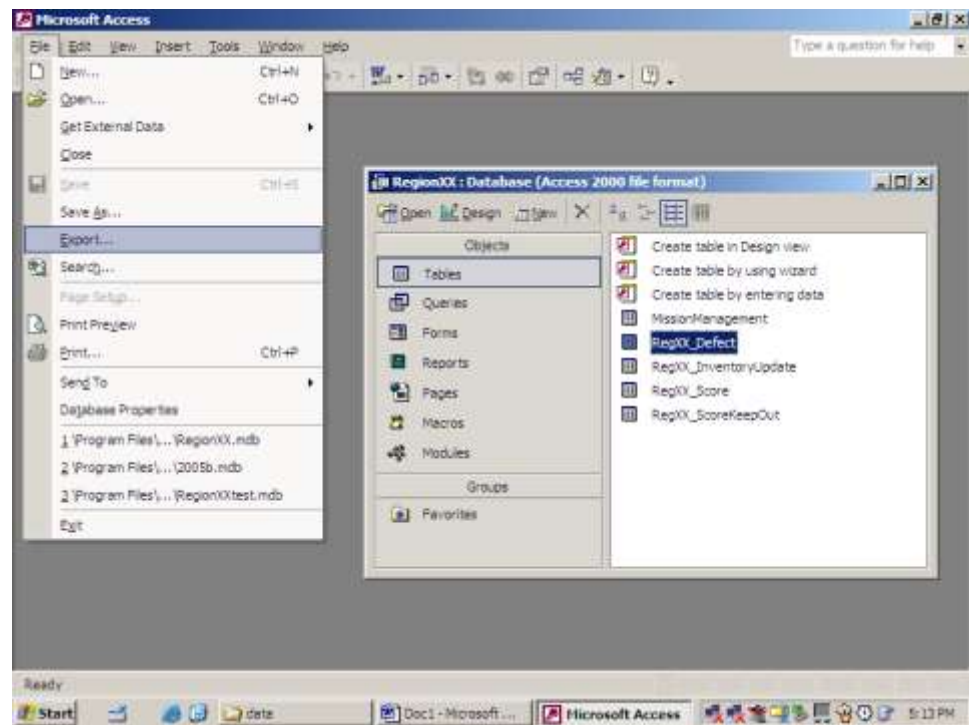 Microsoft Access
File Edit View Insert Tools Window Help
Type a question for help
New... Ctrl+N
Open... Ctrl+O
Get External Data
Close
Save Ctrl+S
Save As...
Export...
Search...
Page Setup...
Print Preview
Print... Ctrl+P
Send To
Database Properties
1 \Program Files\...\RegionXX.mdb
2 \Program Files\...\2005b.mdb
3 \Program Files\...\RegionXXtest.mdb
Exit
RegionXX : Database (Access 2000 file format)
Open Design New
Objects
Tables
Queries
Forms
Reports
Pages
Macros
Modules
Groups
Favorites
Create table in Design view
Create table by using wizard
Create table by entering data
MissionManagement
RegXX_Defect
RegXX_InventoryUpdate
RegXX_Score
RegXX_ScoreKeepOut
Ready
Start data Doc1 - Microsoft ... Microsoft Access 5:13 PM